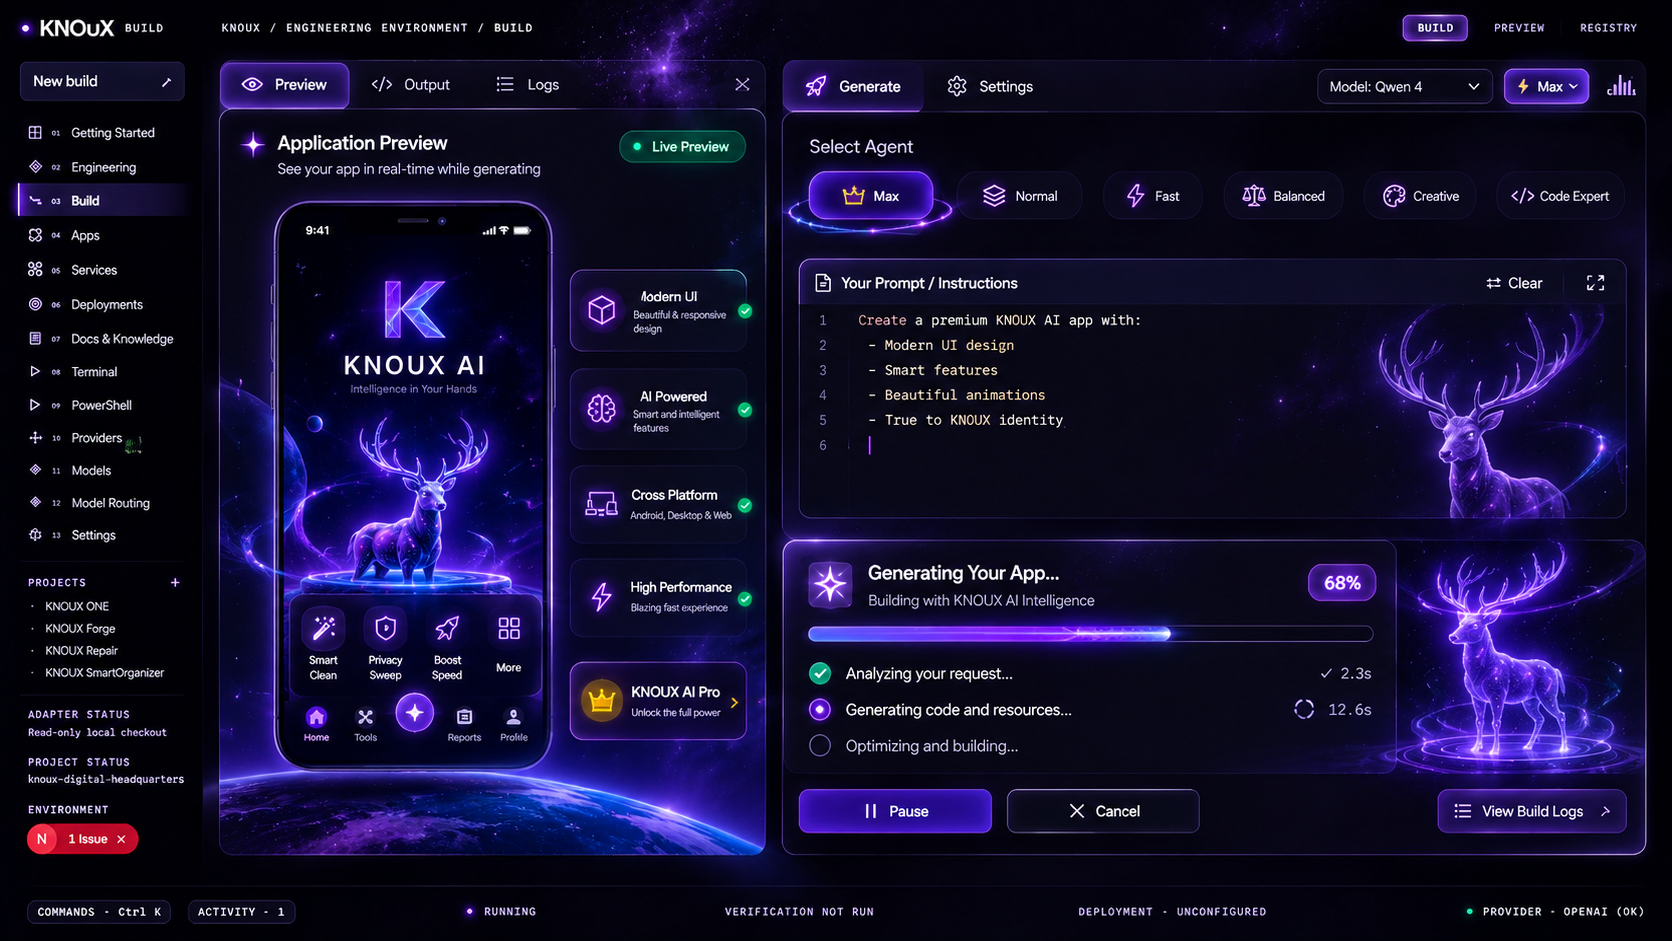 KNOuX BUILD
KNOUX / ENGINEERING ENVIRONMENT / BUILD
BUILD
PREVIEW
REGISTRY
New build
01 Getting Started
02 Engineering
03 Build
04 Apps
05 Services
06 Deployments
07 Docs & Knowledge
08 Terminal
09 PowerShell
10 Providers
11 Models
12 Model Routing
13 Settings
PROJECTS +
· KNOUX ONE
· KNOUX Forge
· KNOUX Repair
· KNOUX SmartOrganizer
ADAPTER STATUS
Read-only local checkout
PROJECT STATUS
knoux-digital-headquarters
ENVIRONMENT
N 1 Issue ×
Preview
</> Output
Logs
Application Preview
See your app in real-time while generating
Live Preview
9:41
K
KNOUX AI
Intelligence in Your Hands
Smart
Clean
Privacy
Sweep
Boost
Speed
More
Home
Tools
Reports
Profile
Modern UI
Beautiful & responsive
design
AI Powered
Smart and intelligent
features
Cross Platform
Android, Desktop & Web
High Performance
Blazing fast experience
KNOUX AI Pro
Unlock the full power
Generate
Settings
Model: Qwen 4
Max
Select Agent
Max
Normal
Fast
Balanced
Creative
</> Code Expert
Your Prompt / Instructions
Clear
1 Create a premium KNOUX AI app with:
2 - Modern UI design
3 - Smart features
4 - Beautiful animations
5 - True to KNOUX identity
6
Generating Your App...
Building with KNOUX AI Intelligence
68%
Analyzing your request... ✓ 2.3s
Generating code and resources... 12.6s
Optimizing and building...
Pause
Cancel
View Build Logs
COMMANDS · Ctrl K
ACTIVITY · 1
RUNNING
VERIFICATION NOT RUN
DEPLOYMENT · UNCONFIGURED
PROVIDER · OPENAI (OK)